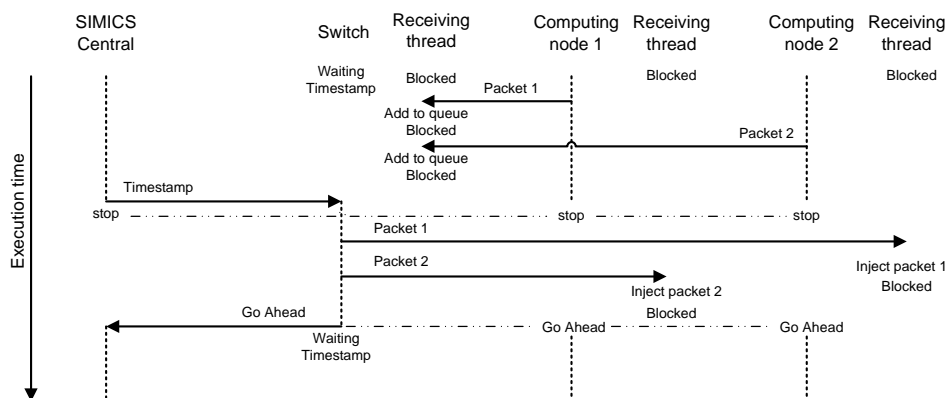 SIMICS
Central
Switch
Receiving
thread
Computing
node 1
Receiving
thread
Computing
node 2
Receiving
thread
Waiting
Timestamp
Blocked
Blocked
Blocked
Packet 1
Add to queue
Blocked
Packet 2
Add to queue
Blocked
Execution time
Timestamp
stop
stop
stop
Packet 1
Packet 2
Inject packet 1
Blocked
Inject packet 2
Blocked
Go Ahead
Waiting
Timestamp
Go Ahead
Go Ahead